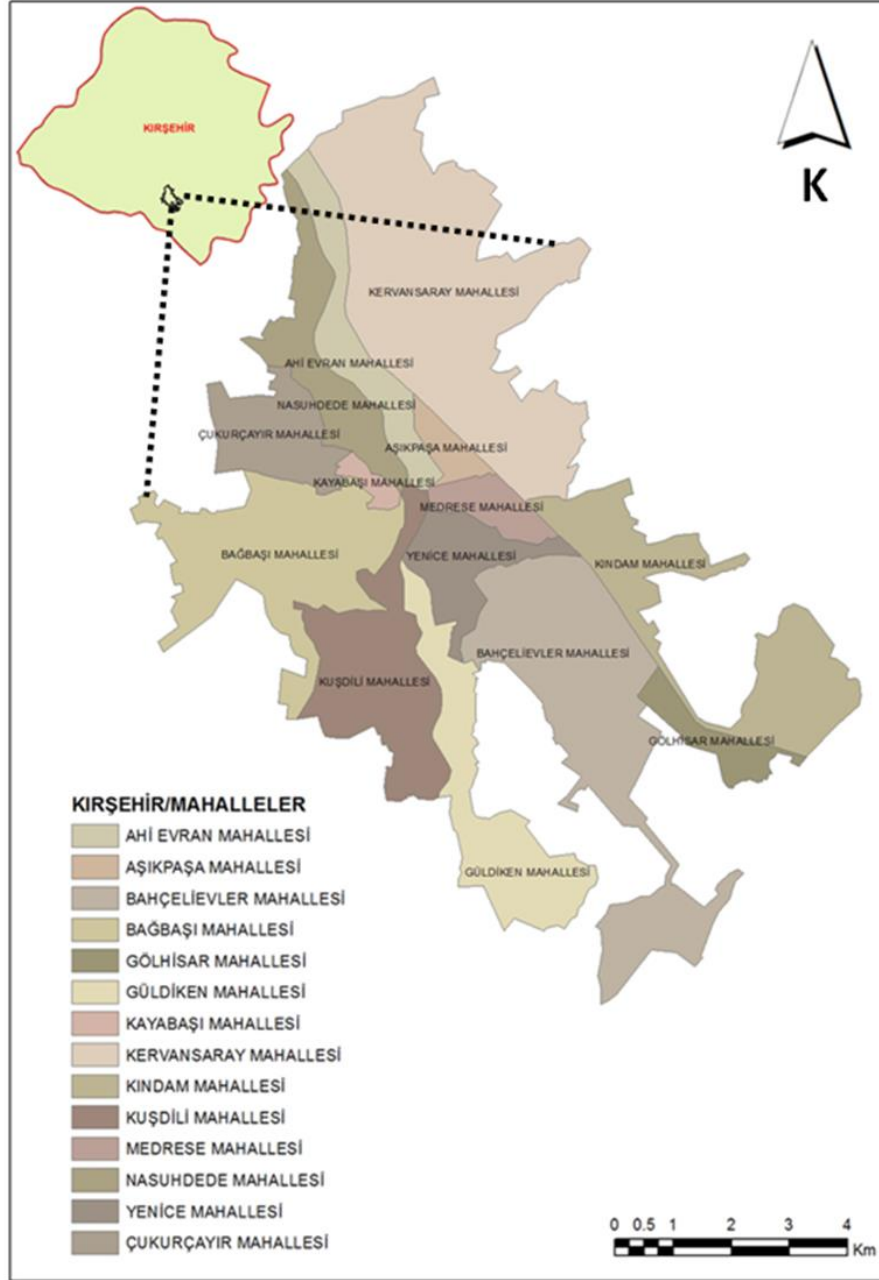 KIRŞEHİR
K
KERVANSARAY MAHALLESİ
AHİ EVRAN MAHALLESİ
NASUHDEDE MAHALLESİ
ÇUKURÇAYIR MAHALLESİ
AŞIKPAŞA MAHALLESİ
KAYABAŞI MAHALLESİ
MEDRESE MAHALLESİ
BAĞBAŞI MAHALLESİ
YENİCE MAHALLESİ
KINDAM MAHALLESİ
BAHÇELİEVLER MAHALLESİ
KUŞDİLİ MAHALLESİ
GÖLHİSAR MAHALLESİ
GÜLDİKEN MAHALLESİ
KIRŞEHİR/MAHALLELER
AHİ EVRAN MAHALLESİ
AŞIKPAŞA MAHALLESİ
BAHÇELİEVLER MAHALLESİ
BAĞBAŞI MAHALLESİ
GÖLHİSAR MAHALLESİ
GÜLDİKEN MAHALLESİ
KAYABAŞI MAHALLESİ
KERVANSARAY MAHALLESİ
KINDAM MAHALLESİ
KUŞDİLİ MAHALLESİ
MEDRESE MAHALLESİ
NASUHDEDE MAHALLESİ
YENİCE MAHALLESİ
ÇUKURÇAYIR MAHALLESİ
0 0.5 1 2 3 4
Km